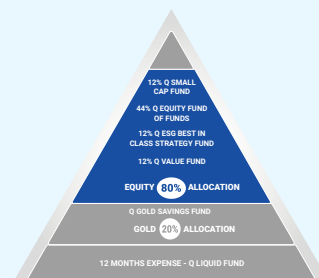 12% Q SMALL
CAP FUND
44% Q EQUITY FUND
OF FUNDS
12% Q ESG BEST IN
CLASS STRATEGY FUND
12% Q VALUE FUND
EQUITY 80% ALLOCATION
Q GOLD SAVINGS FUND
GOLD 20% ALLOCATION
12 MONTHS EXPENSE - Q LIQUID FUND